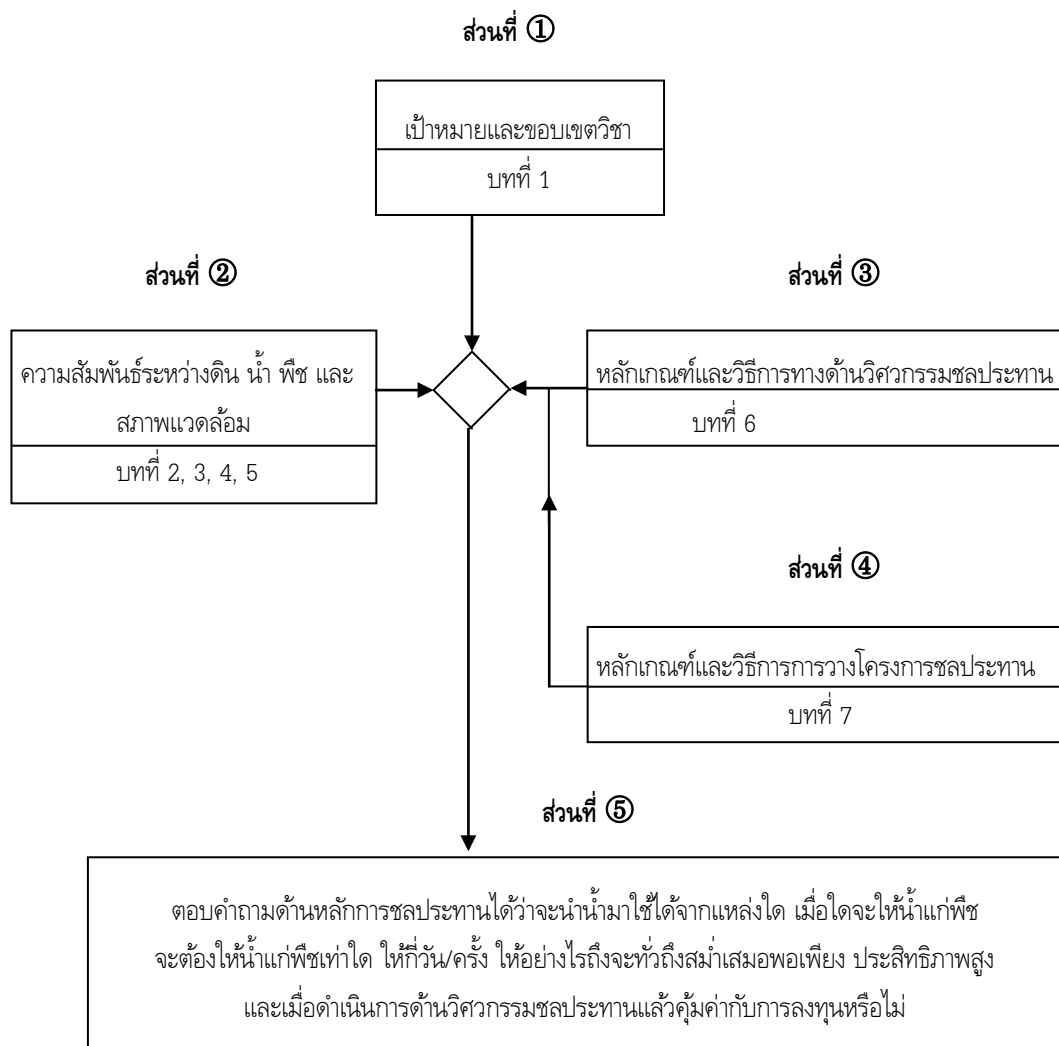 ส่วนที่ ①
เป้าหมายและขอบเขตวิชา
บทที่ 1
ส่วนที่ ②
ความสัมพันธ์ระหว่างดิน น้ำ พืช และ
สภาพแวดล้อม
บทที่ 2, 3, 4, 5
ส่วนที่ ③
หลักเกณฑ์และวิธีการทางด้านวิศวกรรมชลประทาน
บทที่ 6
ส่วนที่ ④
หลักเกณฑ์และวิธีการการวางโครงการชลประทาน
บทที่ 7
ส่วนที่ ⑤
ตอบคำถามด้านหลักการชลประทานได้ว่าจะนำน้ำมาใช้ได้จากแหล่งใด เมื่อใดจะให้น้ำแก่พืช
จะต้องให้น้ำแก่พืชเท่าใด ให้กี่วัน/ครั้ง ให้อย่างไรถึงจะทั่วถึงสม่ำเสมอพอเพียง ประสิทธิภาพสูง
และเมื่อดำเนินการด้านวิศวกรรมชลประทานแล้วคุ้มค่ากับการลงทุนหรือไม่